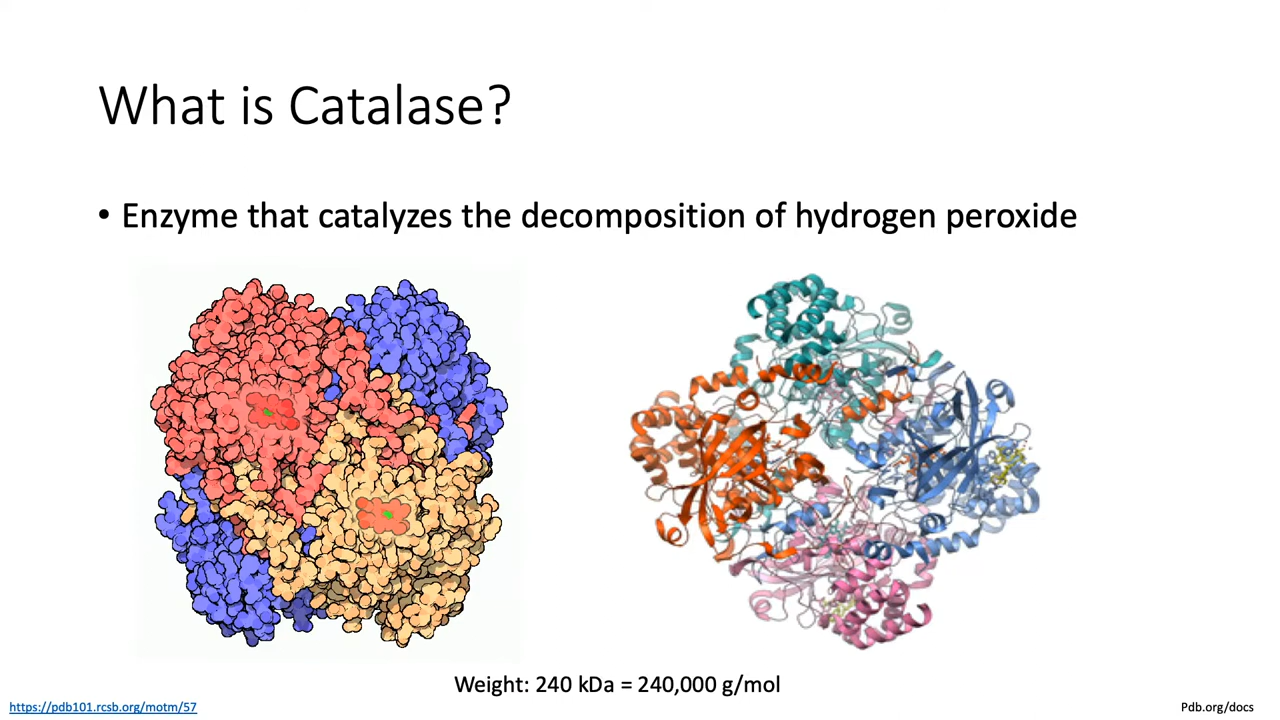 What is Catalase?
• Enzyme that catalyzes the decomposition of hydrogen peroxide
Weight: 240 kDa = 240,000 g/mol
https://pdb101.rcsb.org/motm/57
Pdb.org/docs